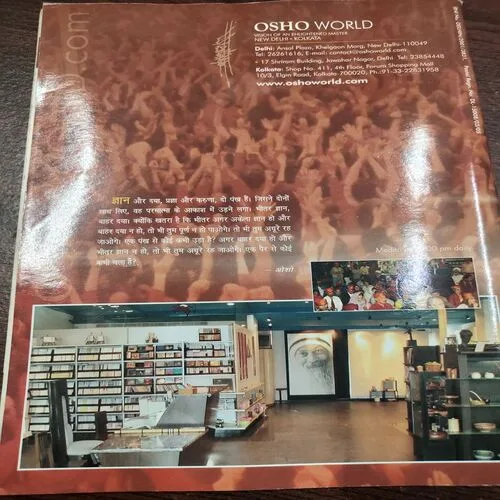 .com
OSHO WORLD
VISION OF AN ENLIGHTENED MASTER
NEW DELHI • KOLKATA
Delhi: Ansal Plaza, Khelgaon Marg, New Delhi-110049
Tel: 26261616, E-mail: contact@oshoworld.com
• 17 Shriram Building, Jawahar Nagar, Delhi Tel: 23854448
Kolkata: Shop No. 411, 4th Floor, Forum Shopping Mall
10/3, Elgin Road, Kolkata.700020, Ph.:91-33-22831958
www.oshoworld.com
ज्ञान और दया, प्रज्ञा और करुणा, दो पंख हैं। जिसने दोनों
साध लिए, वह परमात्मा के आकाश में उड़ने लगा। भीतर ज्ञान,
बाहर दया। क्योंकि खतरा है कि भीतर अगर अकेला ज्ञान हो और
बाहर दया न हो, तो भी तुम पूर्ण न हो पाओगे। तो भी तुम अधूरे रह
जाओगे। एक पंख से कोई कभी उड़ा है? अगर बाहर दया हो और
भीतर ज्ञान न हो, तो भी तुम अधूरे रह जाओगे। एक पैर से कोई
कभी चला है?
— ओशो
pm daily